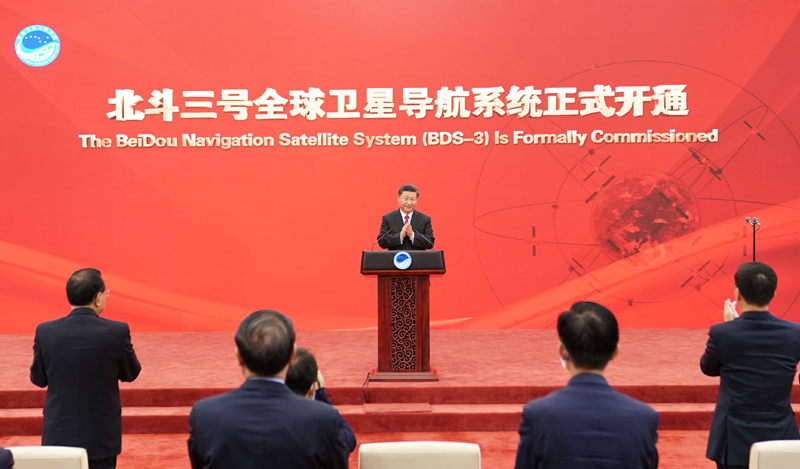 北斗三号全球卫星导航系统正式开通
The BeiDou Navigation Satellite System (BDS–3) Is Formally Commissioned